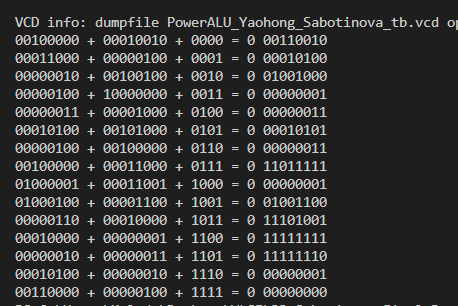 VCD info: dumpfile PowerALU_Yaohong_Sabotinova_tb.vcd op
00100000 + 00010010 + 0000 = 0 00110010
00011000 + 00000100 + 0001 = 0 00010100
00000010 + 00100100 + 0010 = 0 01001000
00000100 + 10000000 + 0011 = 0 00000001
00000011 + 00001000 + 0100 = 0 00000011
00010100 + 00101000 + 0101 = 0 00010101
00000100 + 00100000 + 0110 = 0 00000011
00100000 + 00011000 + 0111 = 0 11011111
01000001 + 00011001 + 1000 = 0 00000001
01000100 + 00001100 + 1001 = 0 01001100
00000110 + 00010000 + 1011 = 0 11101001
00010000 + 00000001 + 1100 = 0 11111111
00000010 + 00000011 + 1101 = 0 11111110
00010100 + 00000010 + 1110 = 0 00000001
00110000 + 00010000 + 1111 = 0 00000000